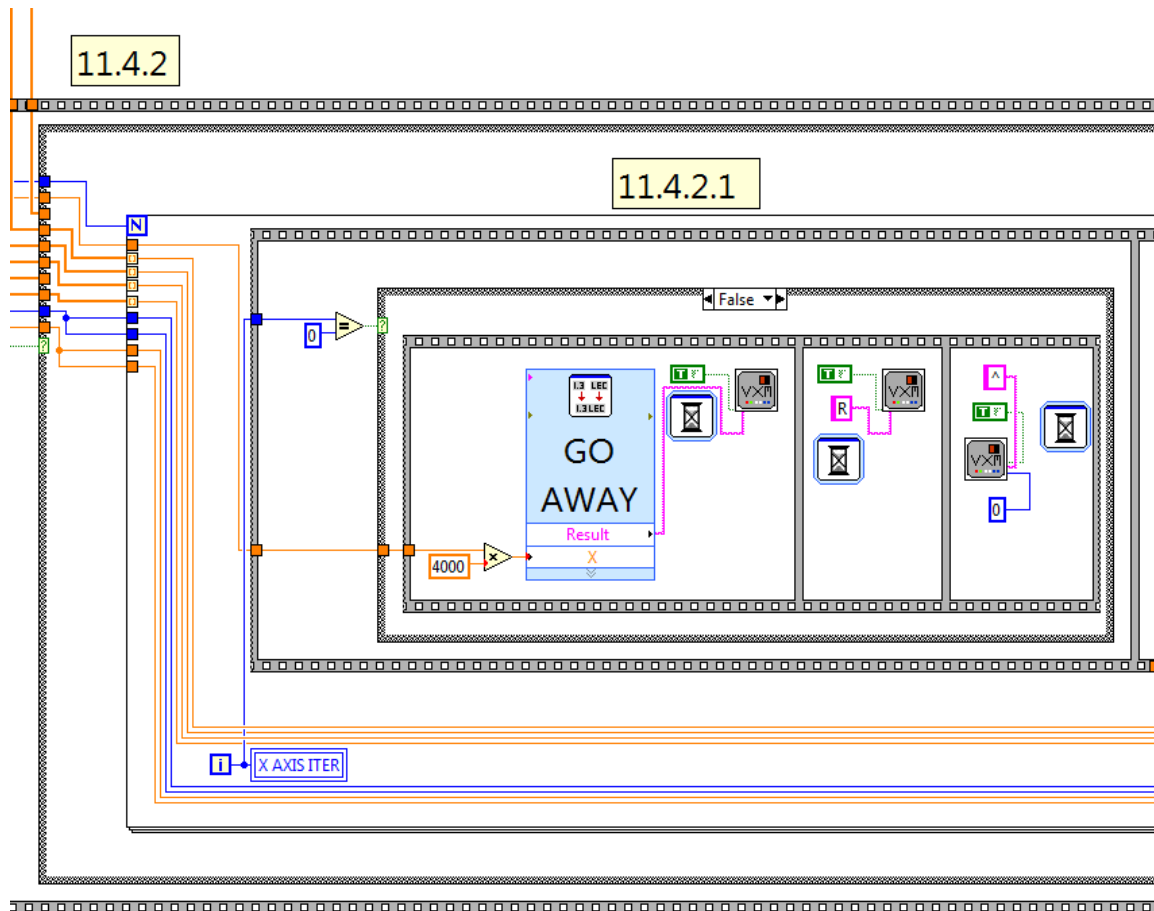 11.4.2
11.4.2.1
N
False
?
=
0
?
1.3 LEC
1.3 LEC
GO
AWAY
Result
X
4000
×
T F
VXM
T F
VXM
R
^
T F
VXM
0
i
X AXIS ITER